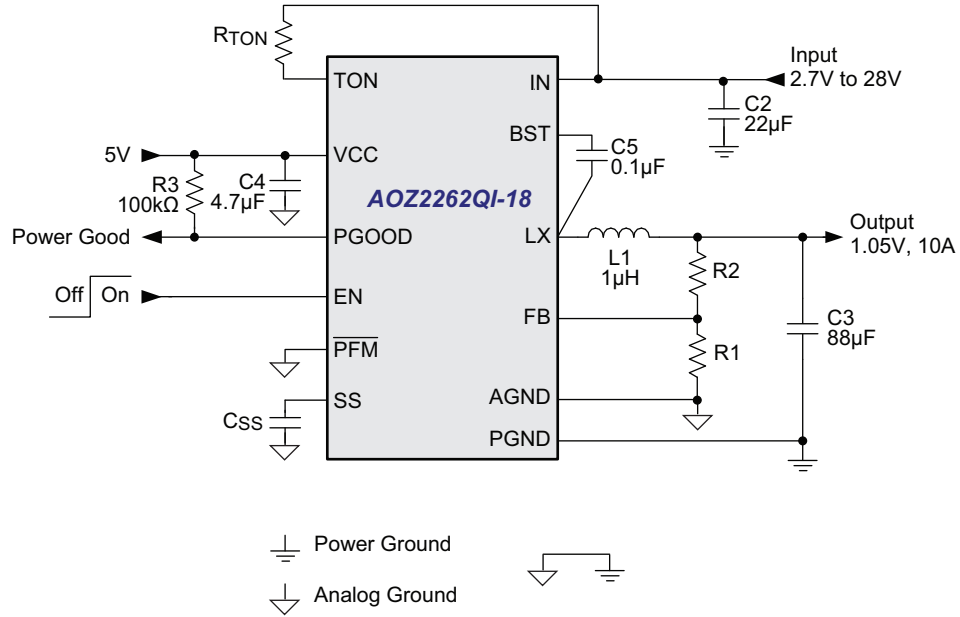 RTON
TON
IN
Input
2.7V to 28V
C2
22µF
BST
C5
0.1µF
5V
VCC
R3
100kΩ
C4
4.7µF
AOZ2262QI-18
Power Good
PGOOD
LX
L1
1µH
Output
1.05V, 10A
R2
Off
On
EN
FB
C3
88µF
R1
PFM
SS
CSS
AGND
PGND
Power Ground
Analog Ground